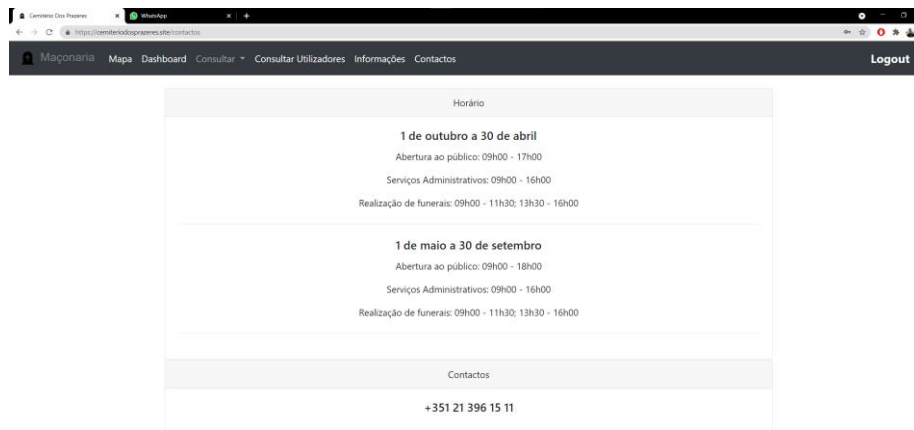 Cemitério Dos Prazeres
WhatsApp
https://cemiteriodosprazeres.site/contactos
Maçonaria Mapa Dashboard Consultar Consultar Utilizadores Informações Contactos Logout
Horário
1 de outubro a 30 de abril
Abertura ao público: 09h00 - 17h00
Serviços Administrativos: 09h00 - 16h00
Realização de funerais: 09h00 - 11h30; 13h30 - 16h00
1 de maio a 30 de setembro
Abertura ao público: 09h00 - 18h00
Serviços Administrativos: 09h00 - 16h00
Realização de funerais: 09h00 - 11h30; 13h30 - 16h00
Contactos
+351 21 396 15 11